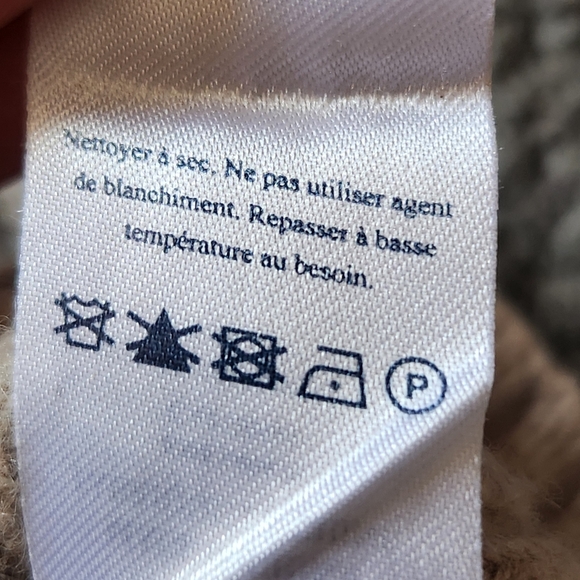 Nettoyer à sec. Ne pas utiliser agent
de blanchiment. Repasser à basse
température au besoin.
P